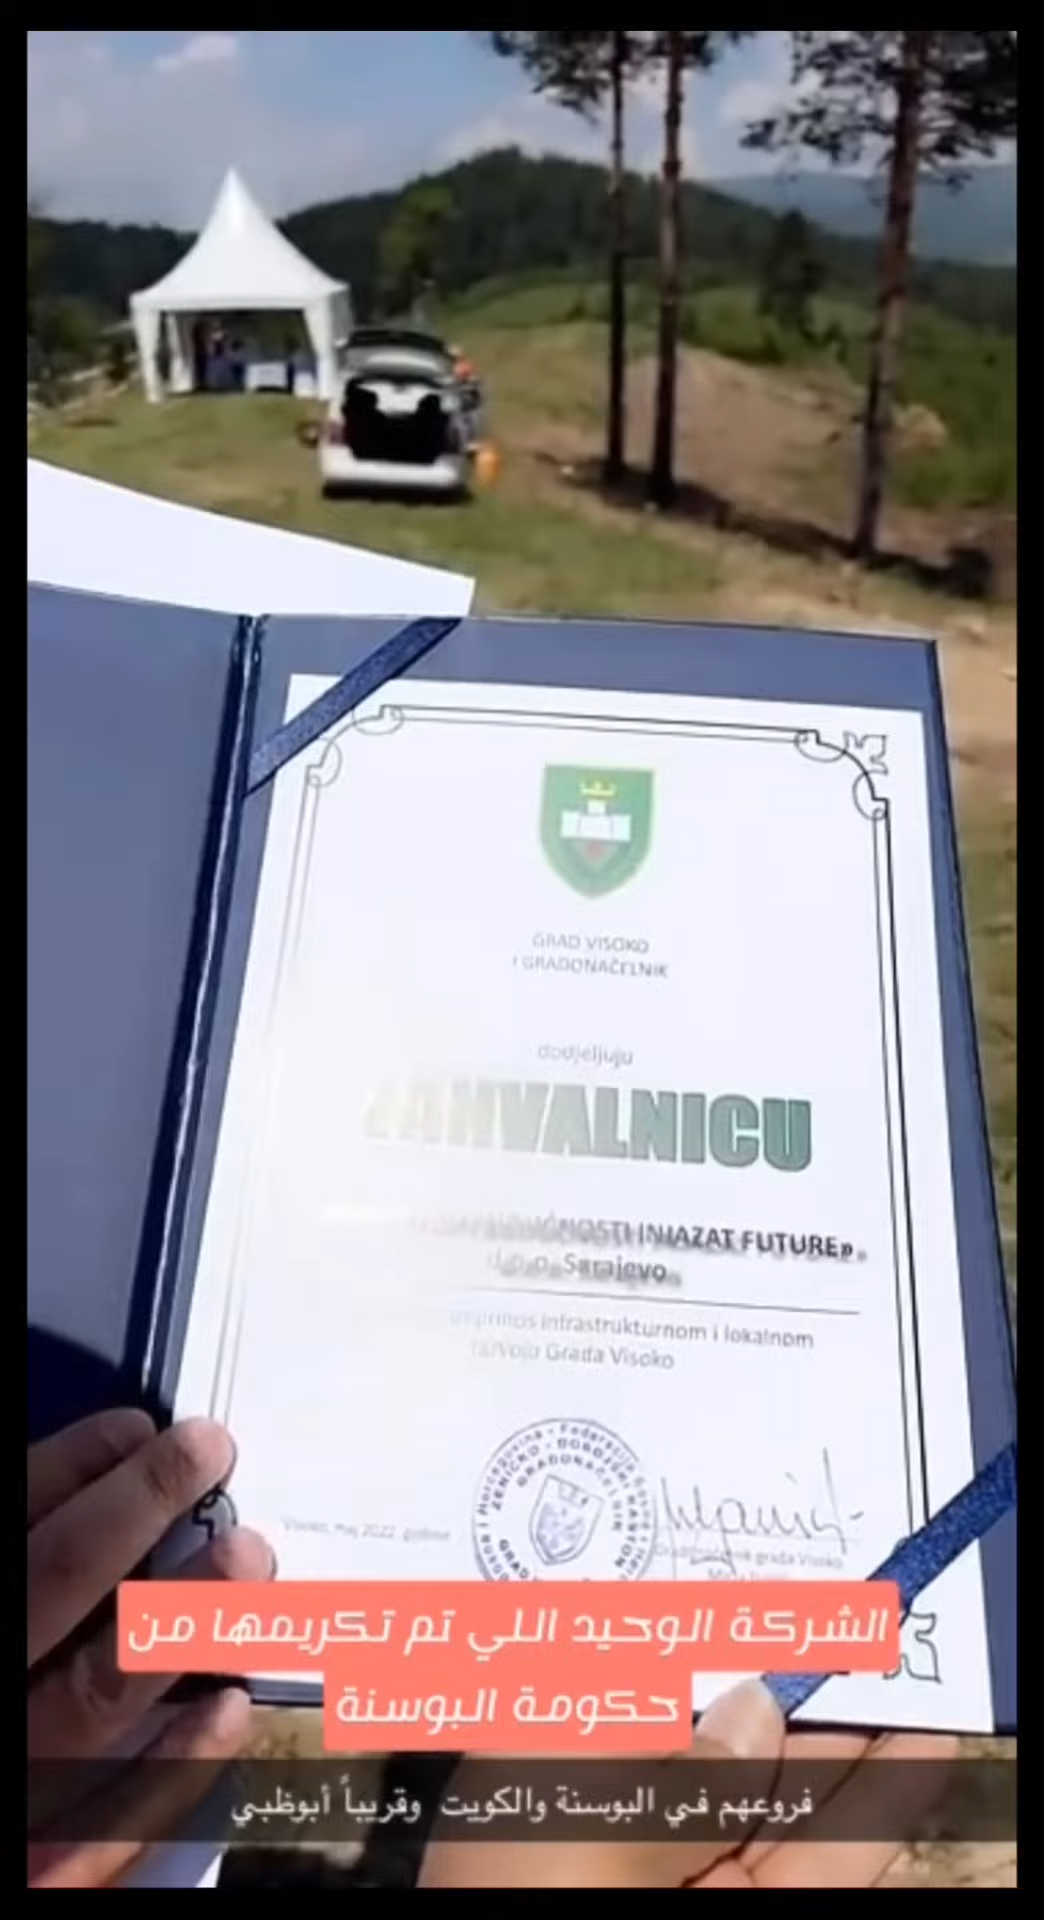 GRAD VISOKO
I GRADONAČELNIK
dodjeljuju
ZAHVALNICU
INJAZAT FUTURE»
d.o.o. Sarajevo
infrastrukturnom i lokalnom
razvoju Grada Visoko
Visoko, maj 2022. godine
Gradonačelnik grada Visoko
الشركة الوحيد اللي تم تكريمها من
حكومة البوسنة
فروعهم في البوسنة والكويت وقريباً أبوظبي